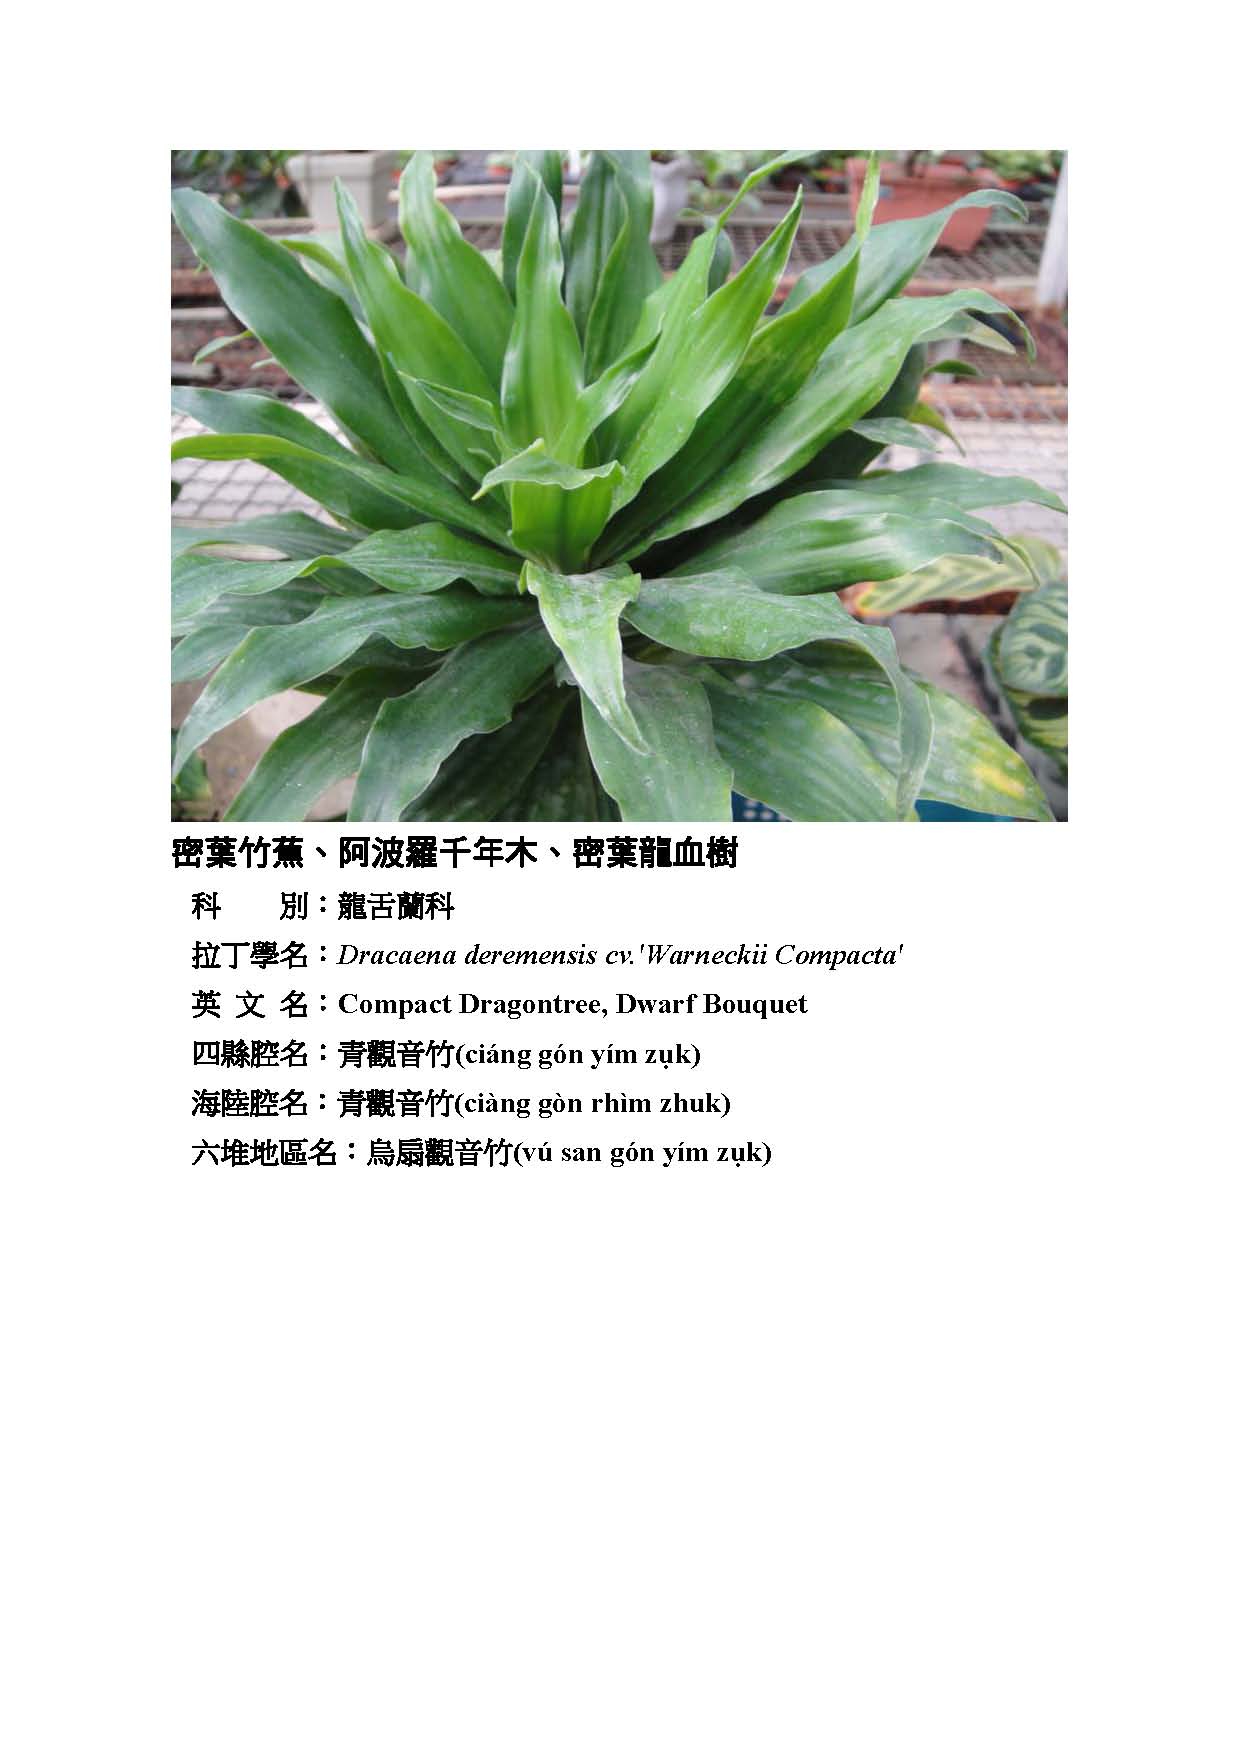 密葉竹蕉、阿波羅千年木、密葉龍血樹
科　　別：龍舌蘭科
拉丁學名：Dracaena deremensis cv.'Warneckii Compacta'
英 文 名：Compact Dragontree, Dwarf Bouquet
四縣腔名：青觀音竹(ciáng gón yím zụk)
海陸腔名：青觀音竹(ciàng gòn rhìm zhuk)
六堆地區名：烏扇觀音竹(vú san gón yím zụk)